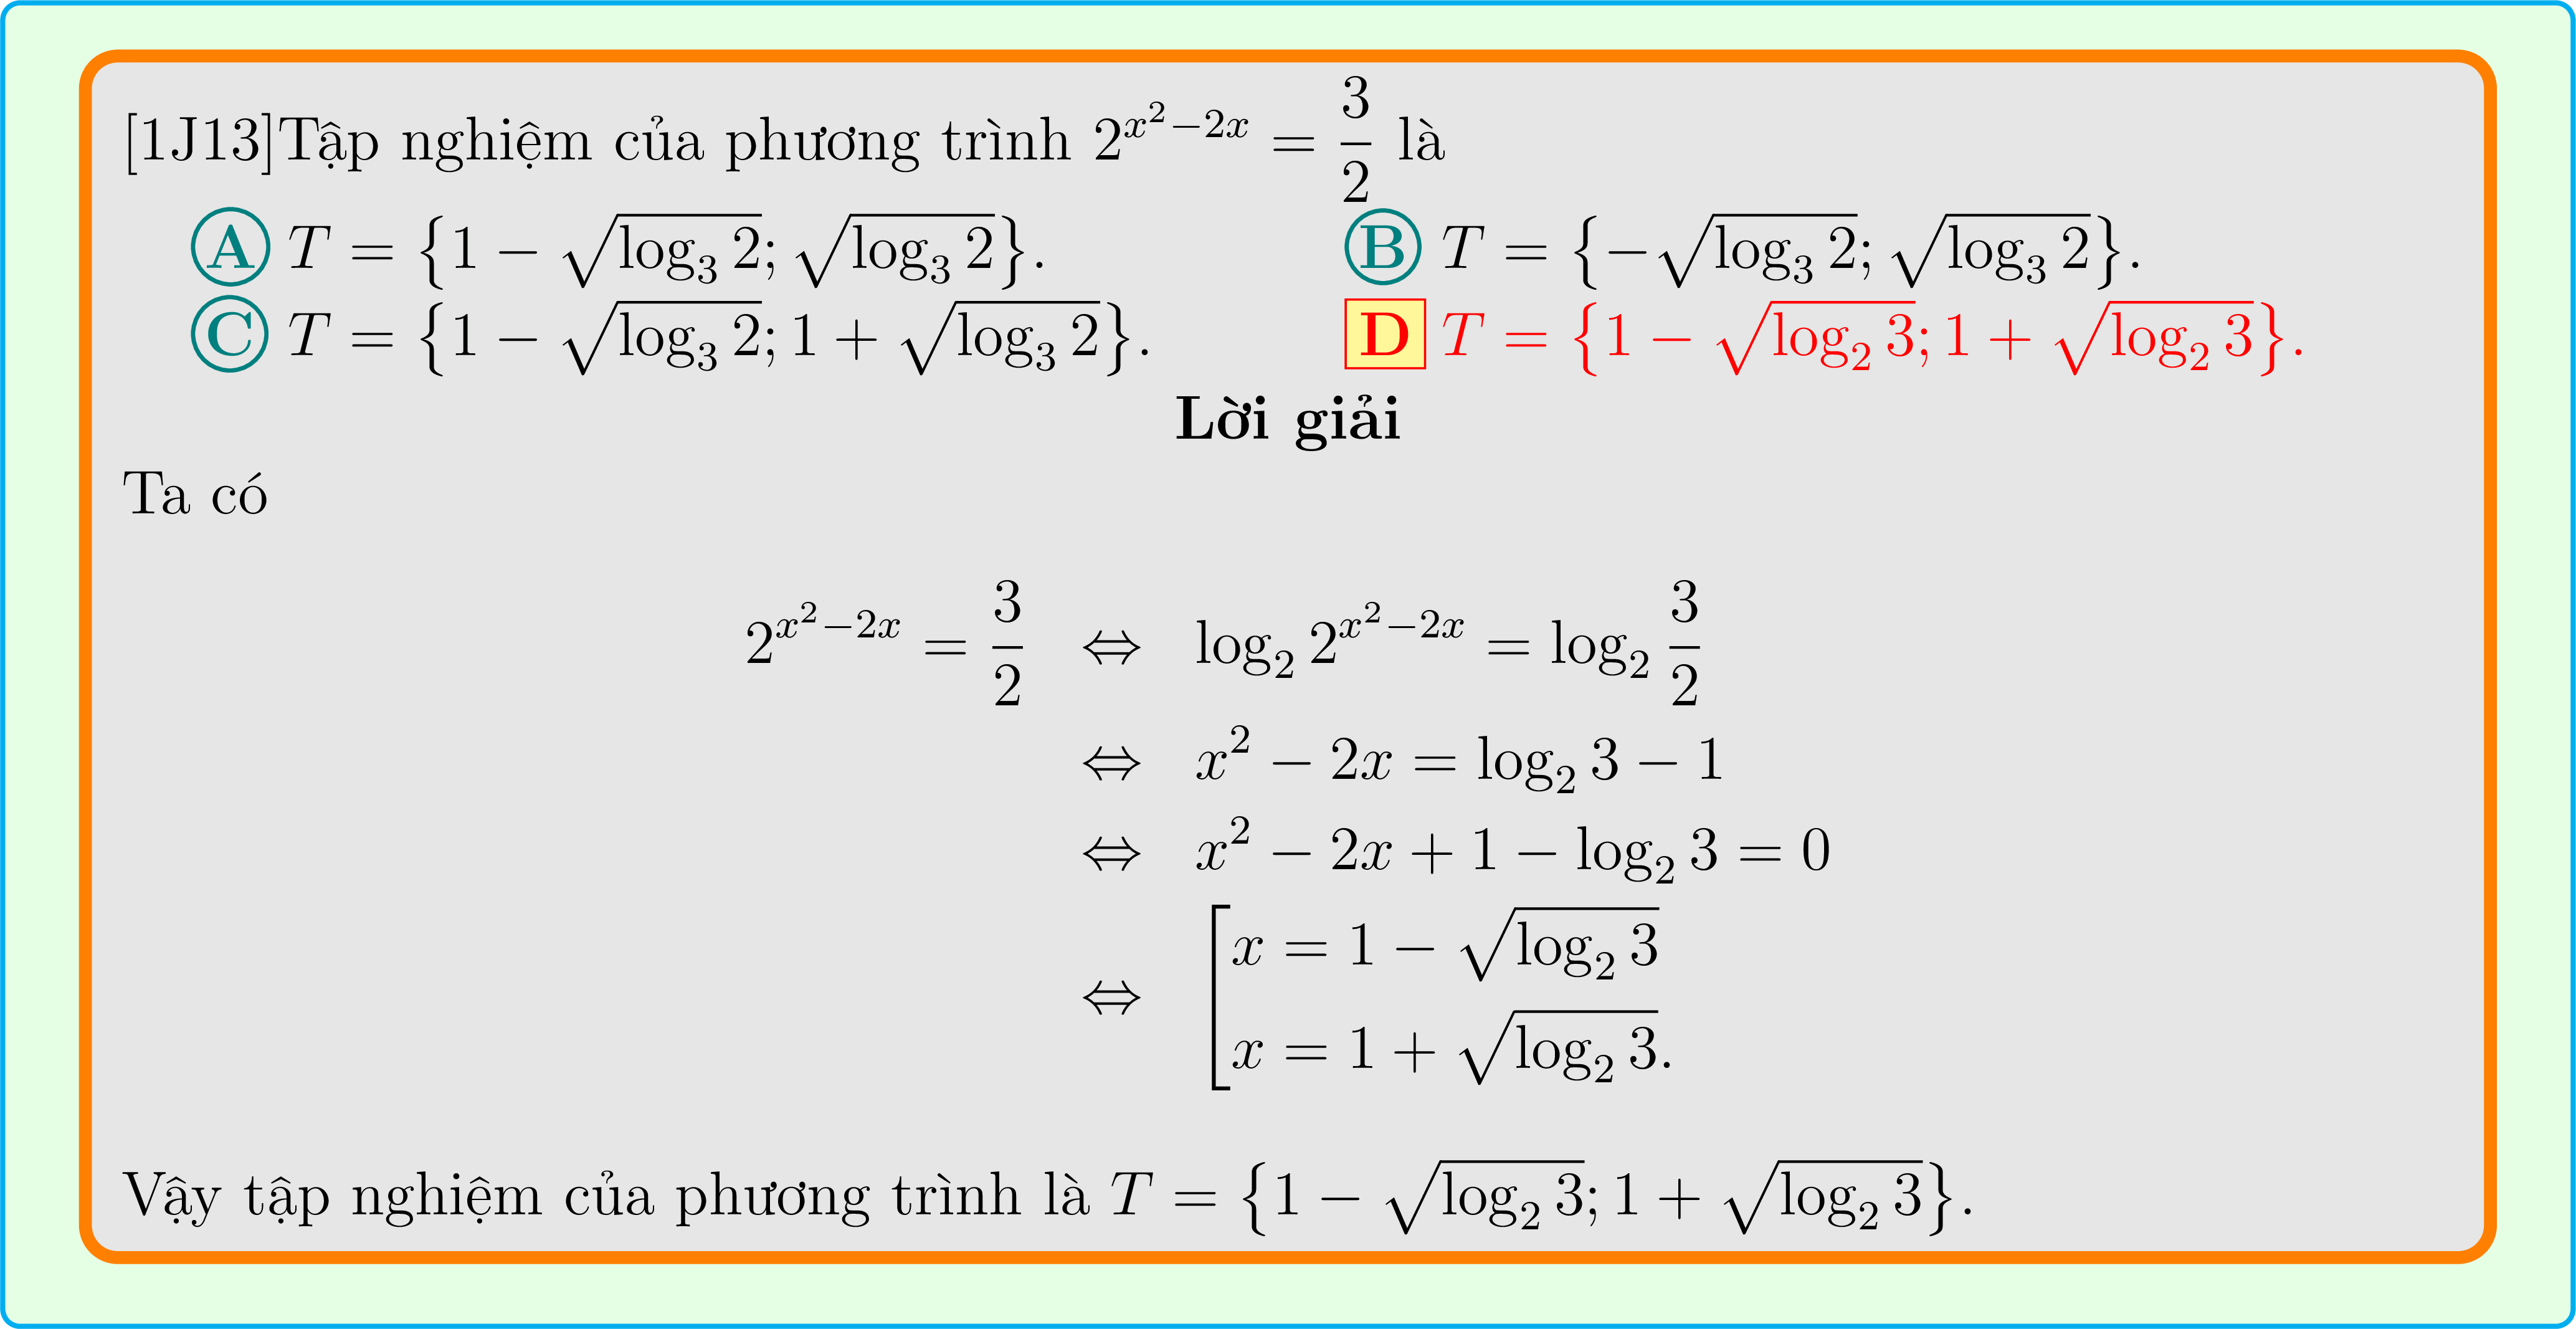 [1J13]Tập nghiệm của phương trình $2^{x^2-2x} = \dfrac{3}{2}$ là
A $T = \{1 - \sqrt{\log_3 2}; \sqrt{\log_3 2}\}.$ B $T = \{-\sqrt{\log_3 2}; \sqrt{\log_3 2}\}.$
C $T = \{1 - \sqrt{\log_3 2}; 1 + \sqrt{\log_3 2}\}.$ D $T = \{1 - \sqrt{\log_2 3}; 1 + \sqrt{\log_2 3}\}.$
Lời giải
Ta có
$2^{x^2-2x} = \dfrac{3}{2} \Leftrightarrow \log_2 2^{x^2-2x} = \log_2 \dfrac{3}{2}$
$\Leftrightarrow x^2 - 2x = \log_2 3 - 1$
$\Leftrightarrow x^2 - 2x + 1 - \log_2 3 = 0$
$\Leftrightarrow \left[\begin{array}{l} x = 1 - \sqrt{\log_2 3} \\ x = 1 + \sqrt{\log_2 3}. \end{array}\right.$
Vậy tập nghiệm của phương trình là $T = \{1 - \sqrt{\log_2 3}; 1 + \sqrt{\log_2 3}\}.$